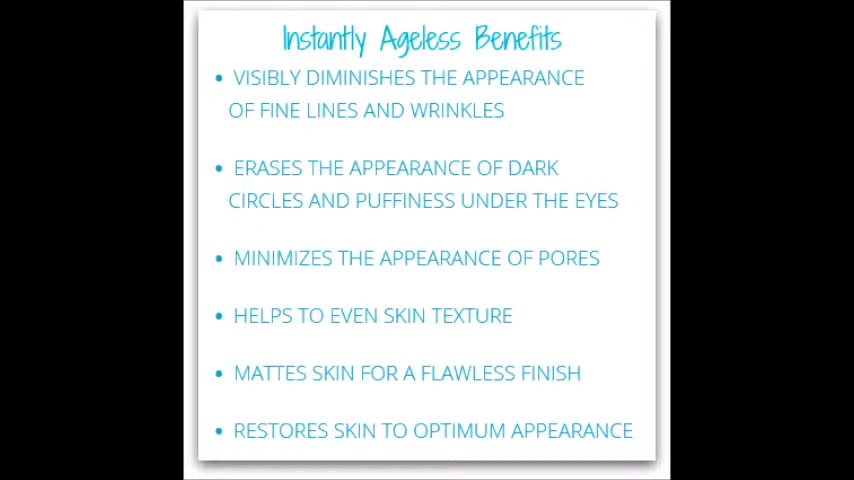 Instantly Ageless Benefits
• VISIBLY DIMINISHES THE APPEARANCE
OF FINE LINES AND WRINKLES
• ERASES THE APPEARANCE OF DARK
CIRCLES AND PUFFINESS UNDER THE EYES
• MINIMIZES THE APPEARANCE OF PORES
• HELPS TO EVEN SKIN TEXTURE
• MATTES SKIN FOR A FLAWLESS FINISH
• RESTORES SKIN TO OPTIMUM APPEARANCE